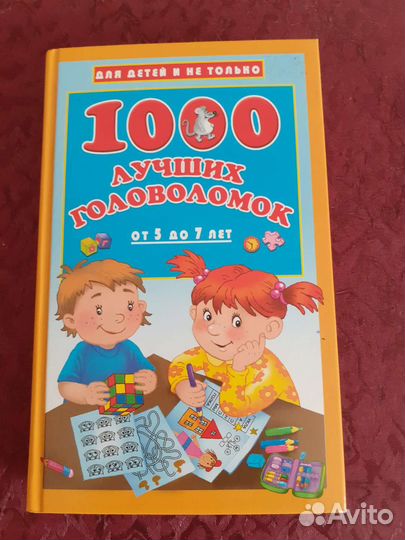 ДЛЯ ДЕТЕЙ И НЕ ТОЛЬКО
1000
ЛУЧШИХ
ГОЛОВОЛОМОК
ОТ 5 ДО 7 ЛЕТ
Avito